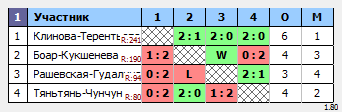 1 Участник 1 2 3 4 О М
1 Клинова-Терент R:241 2:1 2:0 2:0 6 1
2 Боар-Кукшенева R:190 1:2 W 0:2 4 3
3 Рашевская-Гудал R:94 0:2 L 2:1 3 4
4 Тяньтянь-Чунчун R:80 0:2 2:0 1:2 4 2
1.80